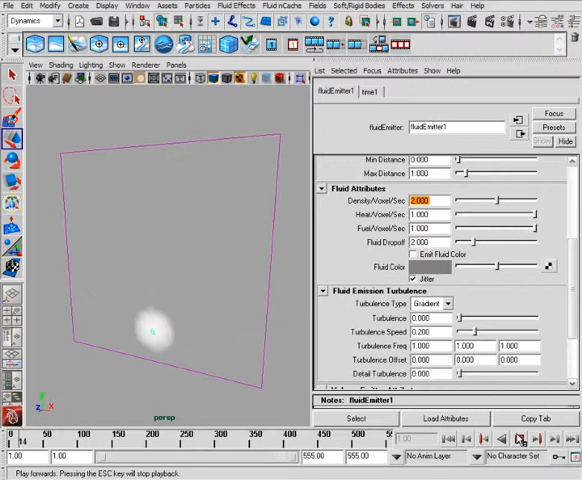 File Edit Modify Create Display Window Assets Particles Fluid Effects Fluid nCache Fields Soft/Rigid Bodies Effects Solvers Hair Help
Dynamics
View Shading Lighting Show Renderer Panels
List Selected Focus Attributes Show Help
fluidEmitter1 time1
Focus
fluidEmitter: fluidEmitter1
Presets
Show Hide
Min Distance 0.000
Max Distance 1.000
Fluid Attributes
Density/Voxel/Sec 2.000
Heat/Voxel/Sec 1.000
Fuel/Voxel/Sec 1.000
Fluid Dropoff 2.000
Emit Fluid Color
Fluid Color
Jitter
Fluid Emission Turbulence
Turbulence Type Gradient
Turbulence 0.000
Turbulence Speed 0.200
Turbulence Freq 1.000 1.000 1.000
Turbulence Offset 0.000 0.000 0.000
Detail Turbulence 0.000
Notes: fluidEmitter1
Select Load Attributes Copy Tab
persp
z x
0 14 50 100 150 200 250 300 350 400 450 500 1.00
1.00 1.00 555.00 555.00 No Anim Layer No Character Set
Play forwards. Pressing the ESC key will stop playback.